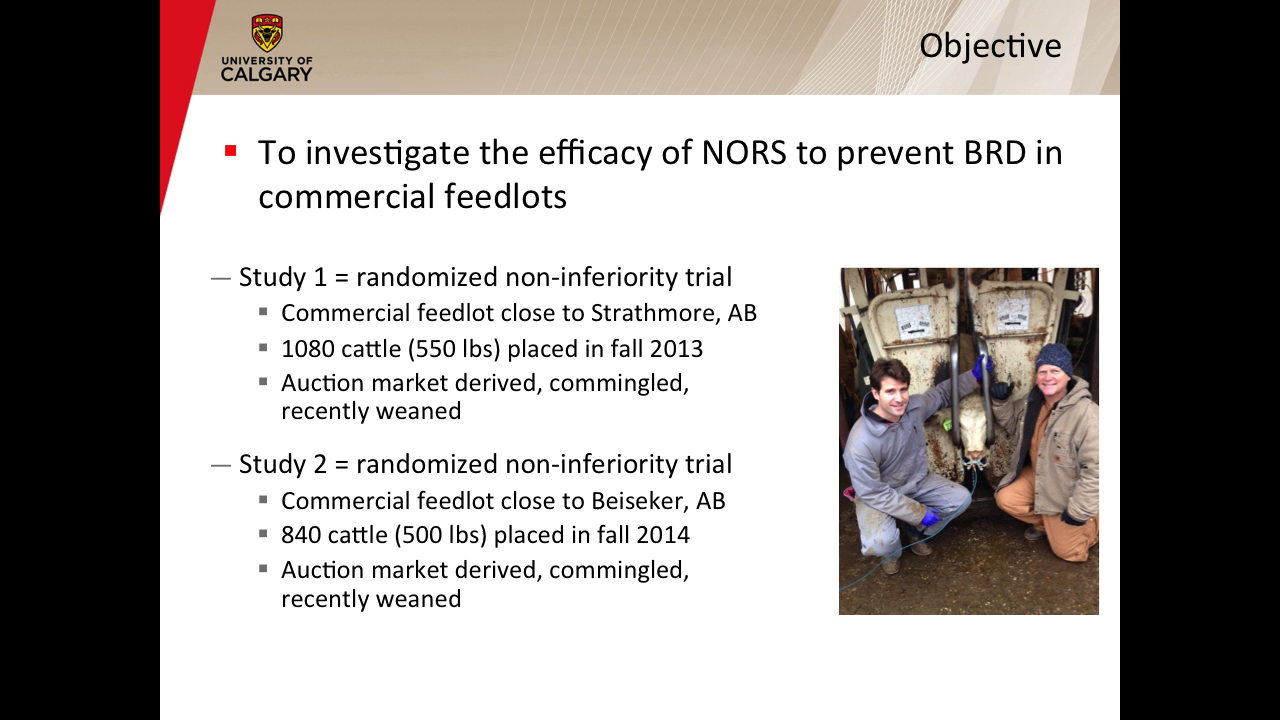 UNIVERSITY OF
CALGARY
Objective
To investigate the efficacy of NORS to prevent BRD in
commercial feedlots
— Study 1 = randomized non-inferiority trial
Commercial feedlot close to Strathmore, AB
1080 cattle (550 lbs) placed in fall 2013
Auction market derived, commingled,
recently weaned
— Study 2 = randomized non-inferiority trial
Commercial feedlot close to Beiseker, AB
840 cattle (500 lbs) placed in fall 2014
Auction market derived, commingled,
recently weaned